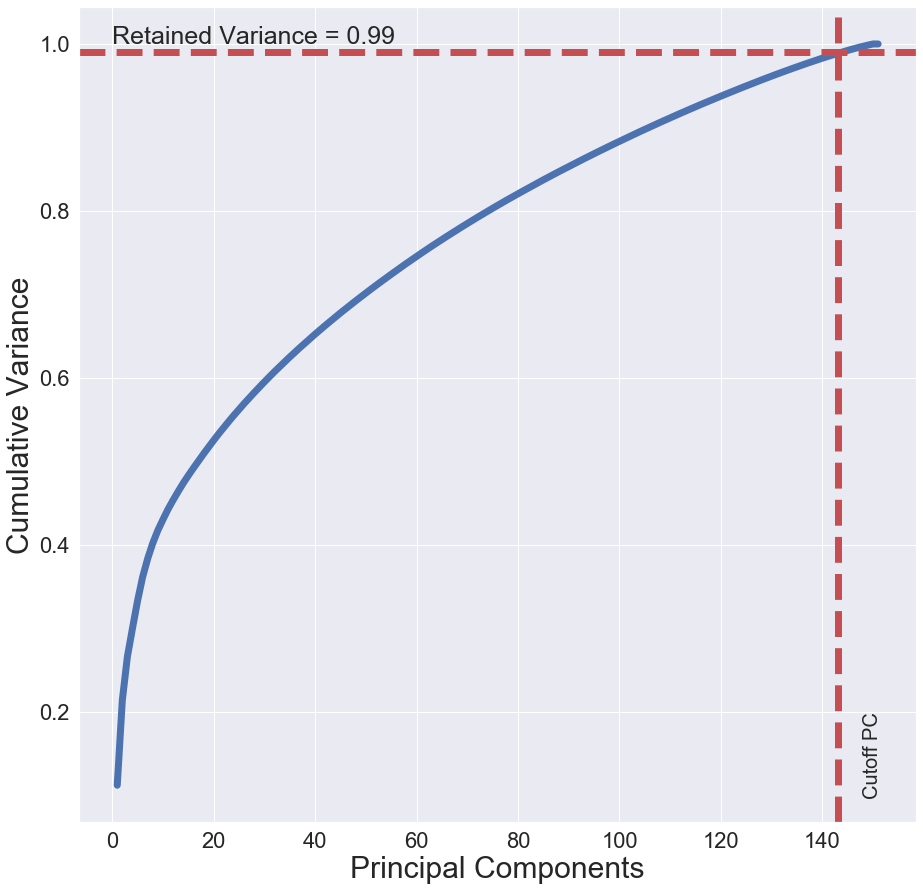 Retained Variance = 0.99
1.0
0.8
0.6
0.4
0.2
Cumulative Variance
Cutoff PC
0 20 40 60 80 100 120 140
Principal Components